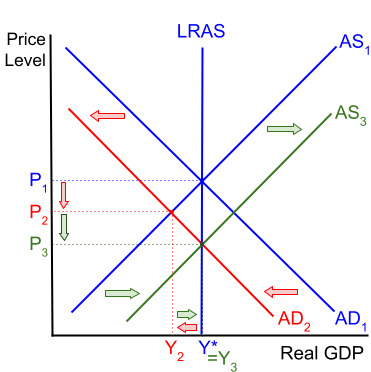 Price
Level
LRAS
AS1
AS3
P1
P2
P3
AD2
AD1
Y2
Y*
=Y3
Real GDP